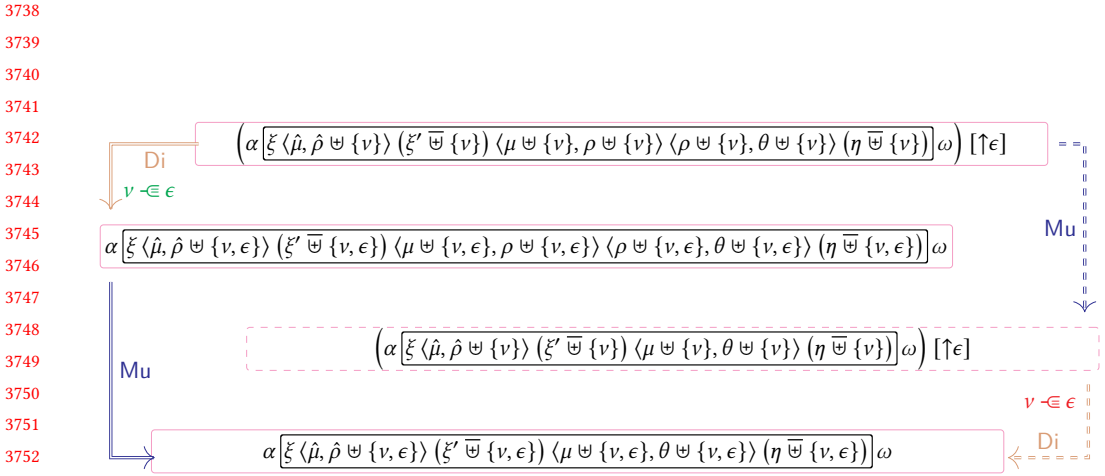 3738
3739
3740
3741
3742 (α ξ ⟨μ̂, ρ̂ ⊎ {ν}⟩ (ξ′ ⊎̅ {ν}) ⟨μ ⊎ {ν}, ρ ⊎ {ν}⟩ ⟨ρ ⊎ {ν}, θ ⊎ {ν}⟩ (η ⊎̅ {ν}) ω) [↑ϵ]
3743 Di
3744 ν ⋲ ϵ
3745 Mu
3746 α ξ ⟨μ̂, ρ̂ ⊎ {ν, ϵ}⟩ (ξ′ ⊎̅ {ν, ϵ}) ⟨μ ⊎ {ν, ϵ}, ρ ⊎ {ν, ϵ}⟩ ⟨ρ ⊎ {ν, ϵ}, θ ⊎ {ν, ϵ}⟩ (η ⊎̅ {ν, ϵ}) ω
3747
3748
3749 (α ξ ⟨μ̂, ρ̂ ⊎ {ν}⟩ (ξ′ ⊎̅ {ν}) ⟨μ ⊎ {ν}, θ ⊎ {ν}⟩ (η ⊎̅ {ν}) ω) [↑ϵ]
Mu
3750 ν ⋲ ϵ
3751 Di
3752 α ξ ⟨μ̂, ρ̂ ⊎ {ν, ϵ}⟩ (ξ′ ⊎̅ {ν, ϵ}) ⟨μ ⊎ {ν, ϵ}, θ ⊎ {ν, ϵ}⟩ (η ⊎̅ {ν, ϵ}) ω